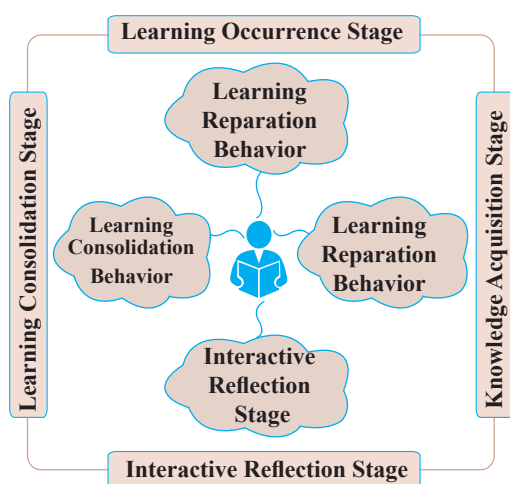 Learning Occurrence Stage
Learning
Reparation
Behavior
Learning Consolidation Stage
Learning
Consolidation
Behavior
Learning
Reparation
Behavior
Knowledge Acquisition Stage
Interactive
Reflection
Stage
Interactive Reflection Stage